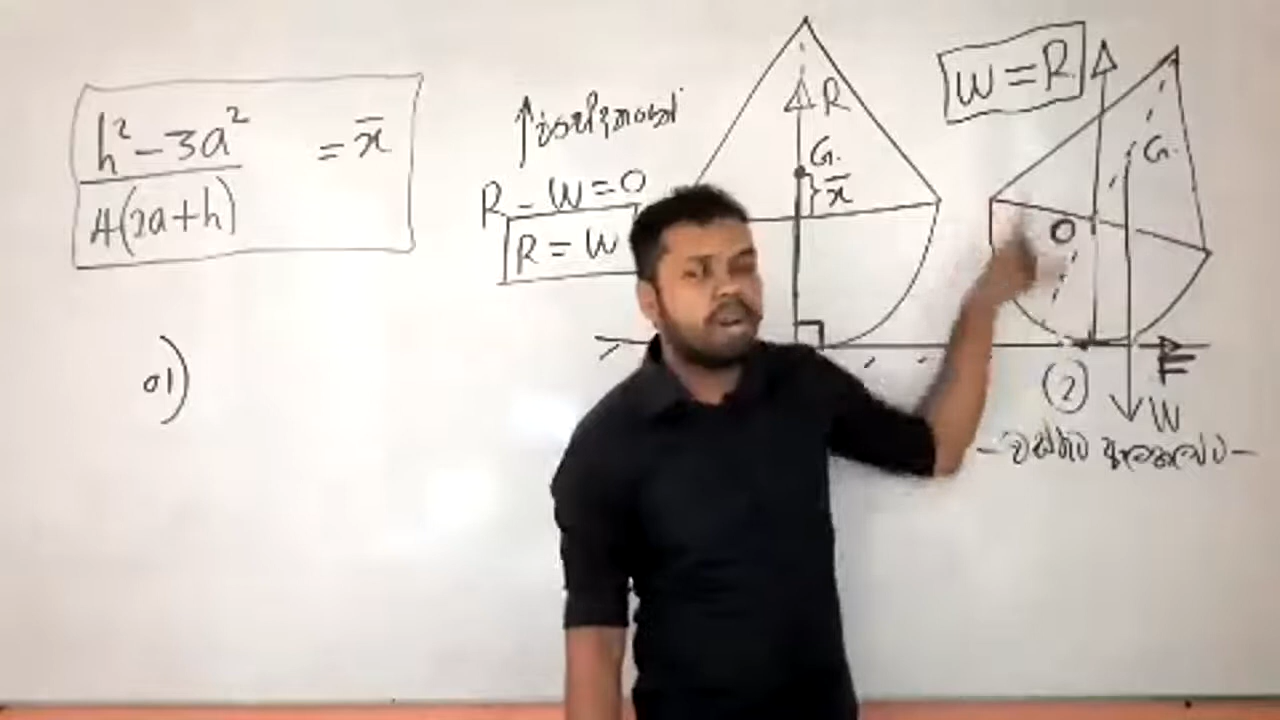 h² - 3a² = x̄
4(2a+h)
01)
R - W = 0
R = W
R
G.
x̄
W = R
G.
O
F
(2)
W